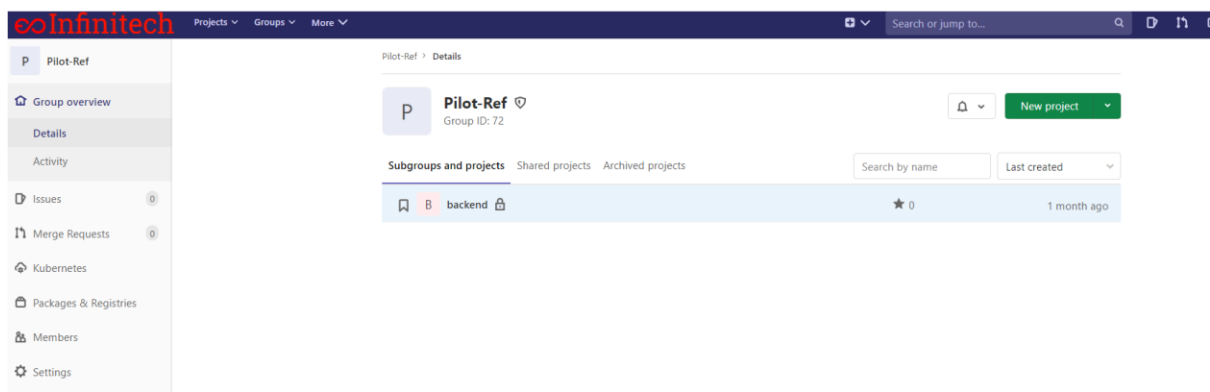 Infinitech Projects Groups More Search or jump to...
P Pilot-Ref
Pilot-Ref > Details
Group overview
Details
Activity
Issues 0
Merge Requests 0
Kubernetes
Packages & Registries
Members
Settings
P Pilot-Ref
Group ID: 72
New project
Subgroups and projects Shared projects Archived projects Search by name Last created
B backend 0 1 month ago